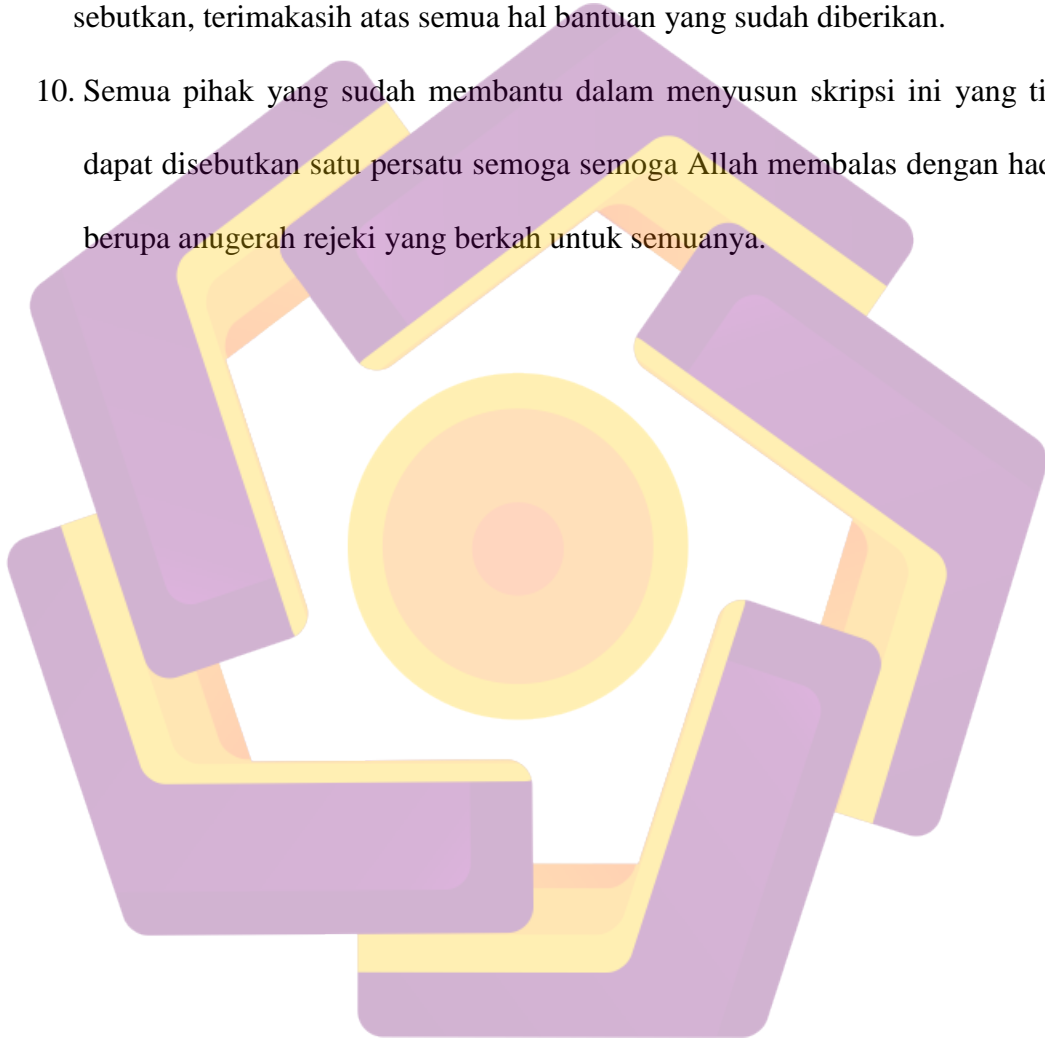 sebutkan, terimakasih atas semua hal bantuan yang sudah diberikan.
10. Semua pihak yang sudah membantu dalam menyusun skripsi ini yang
dapat disebutkan satu persatu semoga semoga Allah membalas dengan
berupa anugerah rejeki yang berkah untuk semuanya.